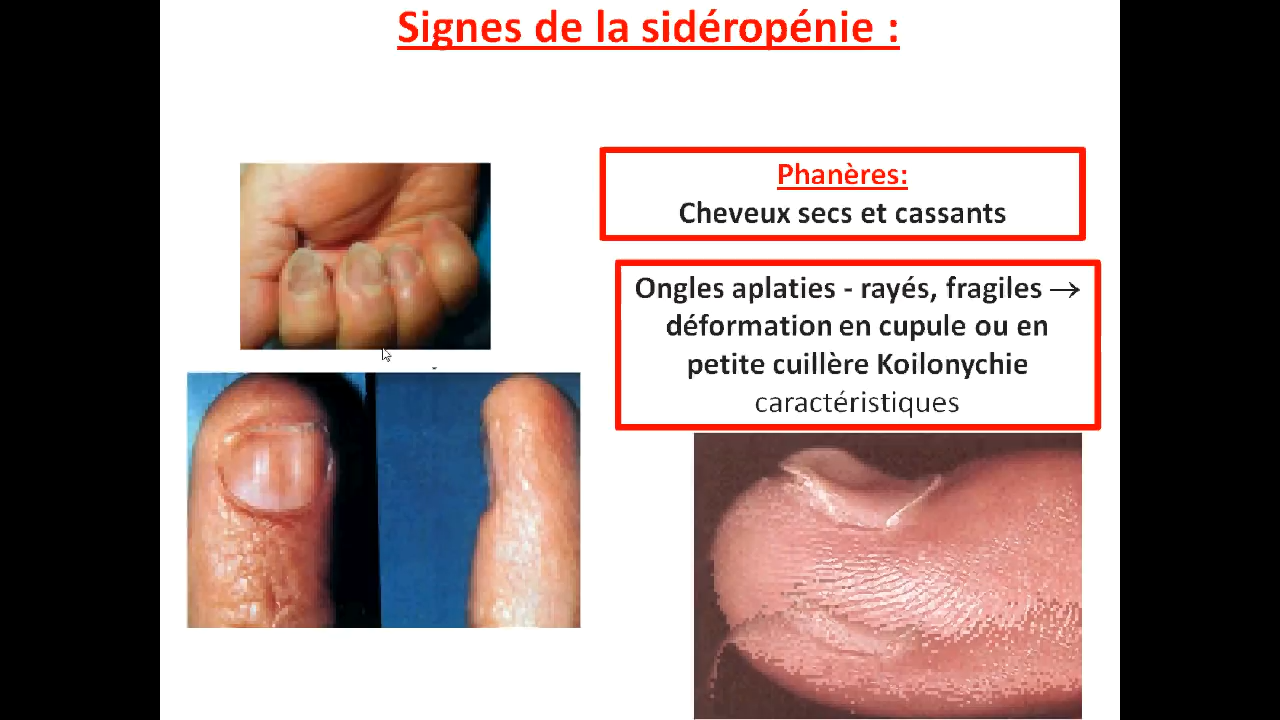 Signes de la sidéropénie :
Phanères:
Cheveux secs et cassants
Ongles aplaties - rayés, fragiles →
déformation en cupule ou en
petite cuillère Koilonychie
caractéristiques